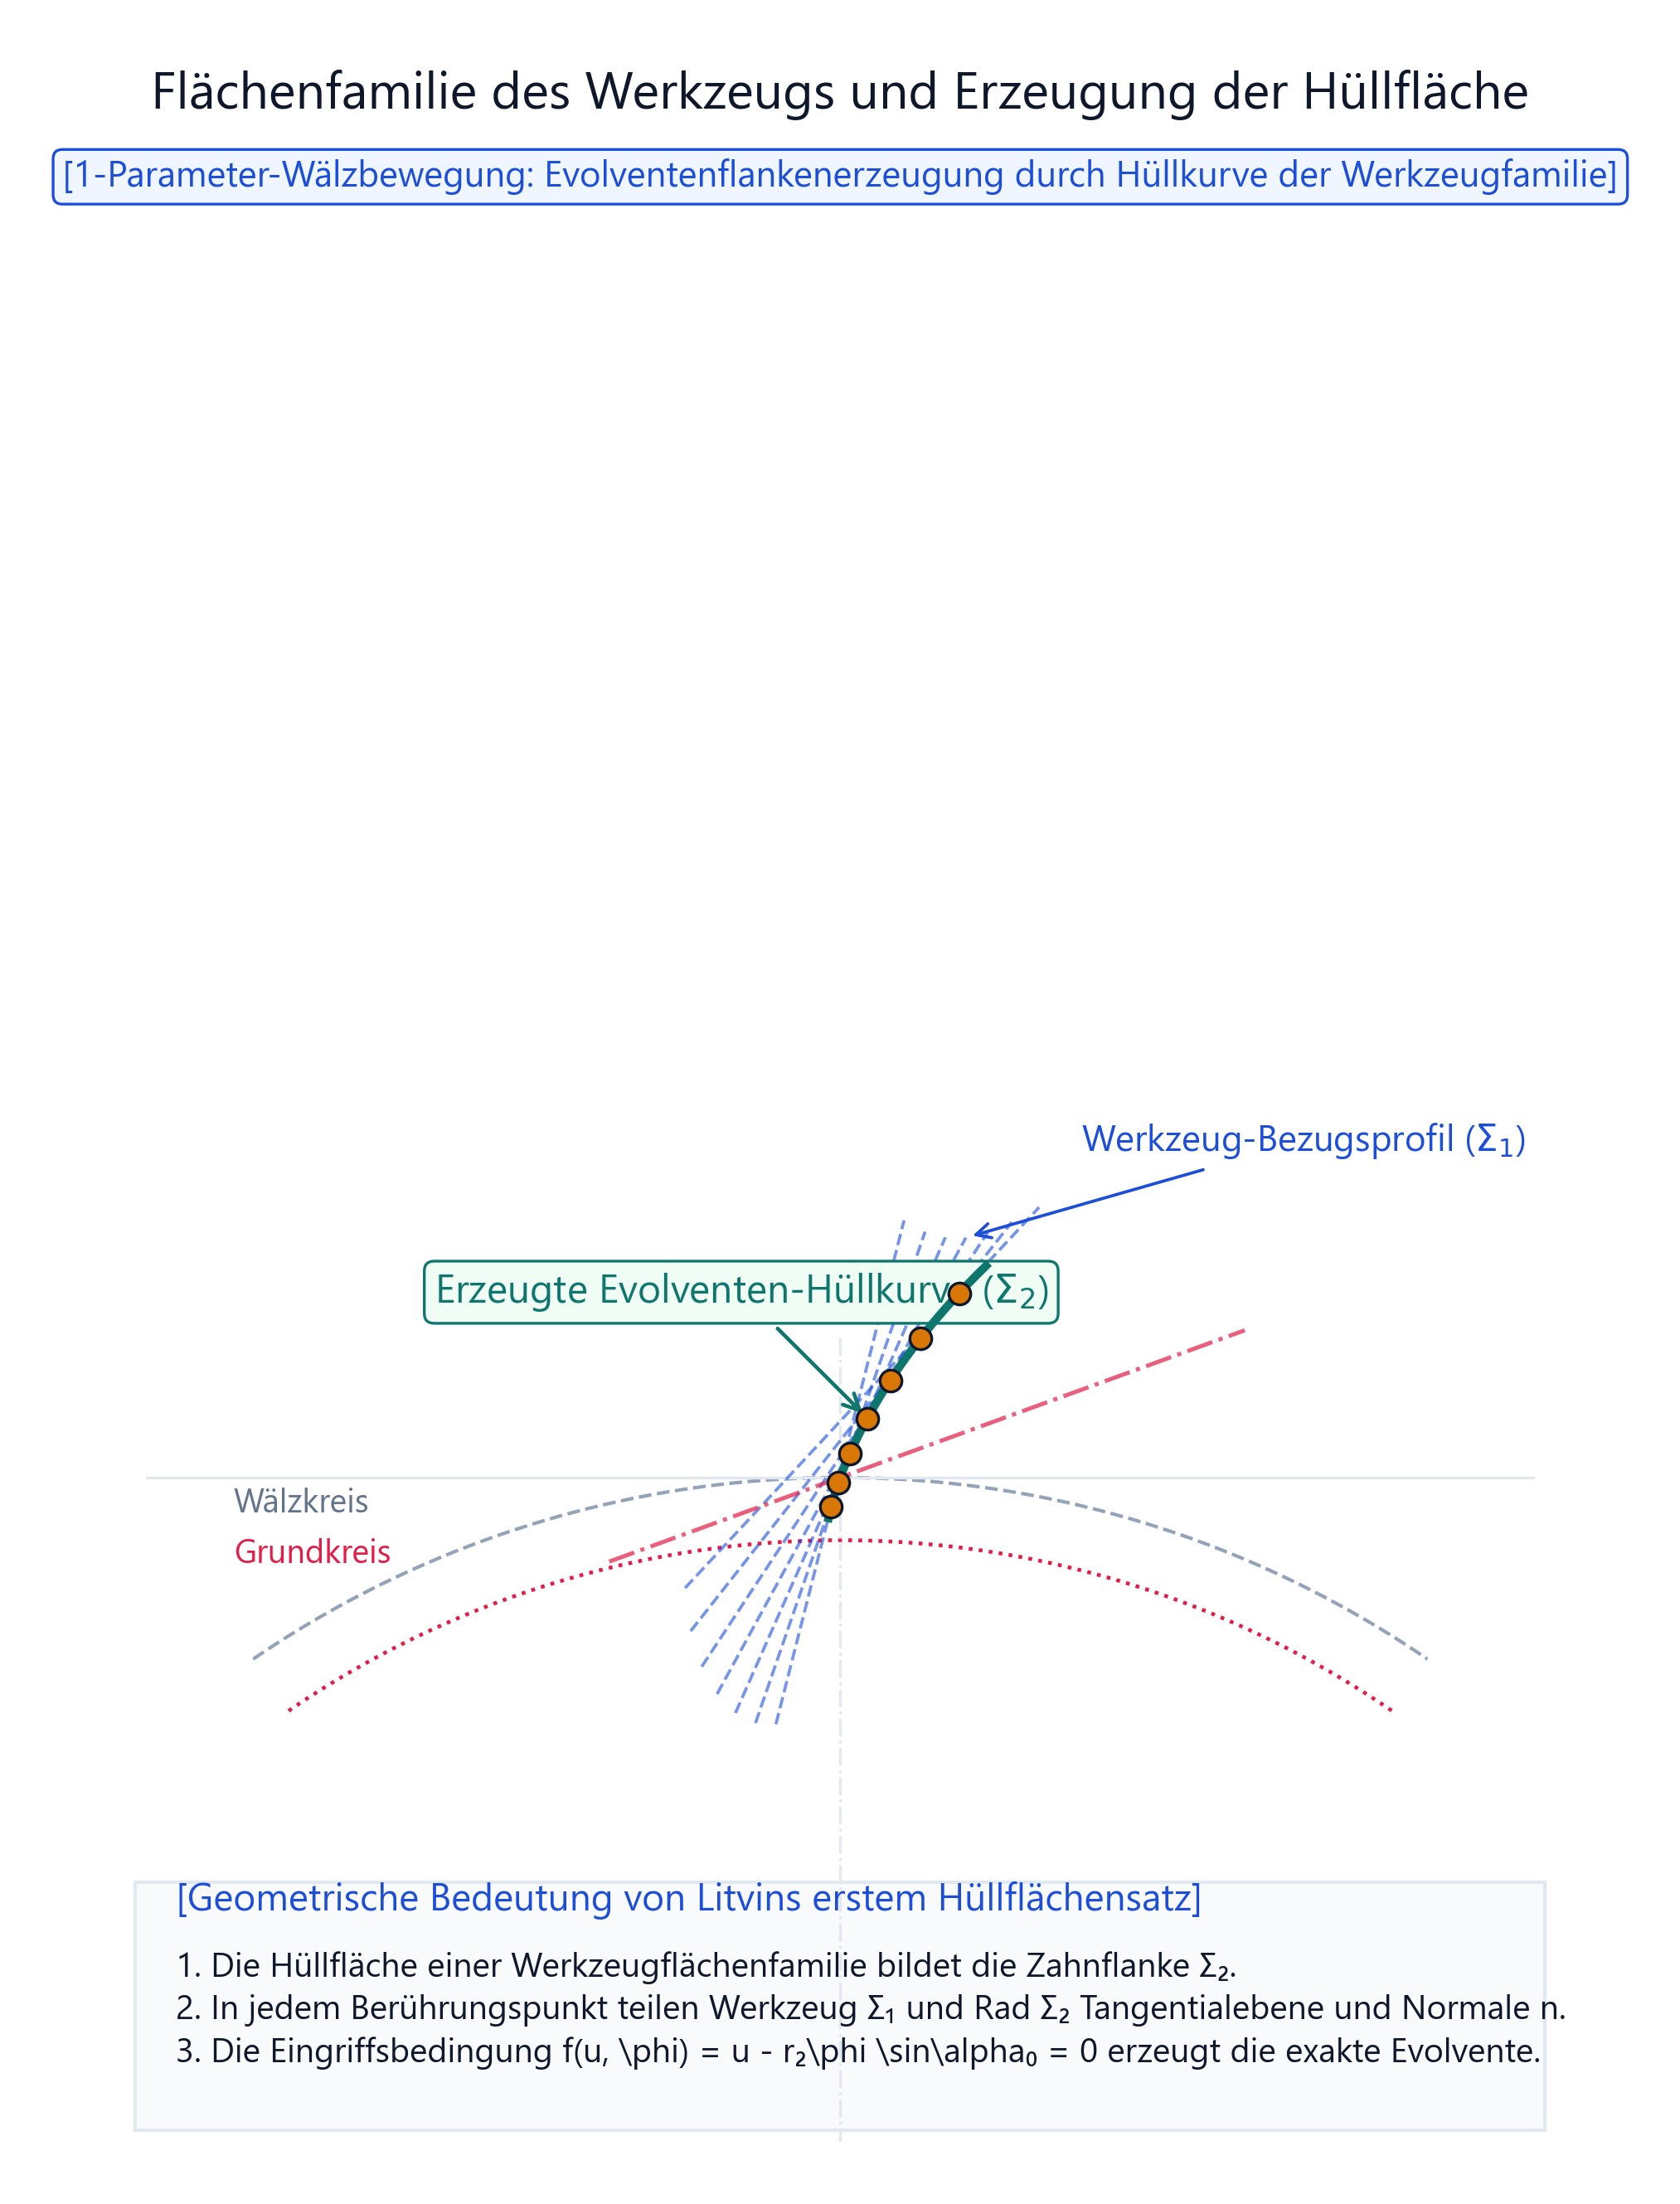 Flächenfamilie des Werkzeugs und Erzeugung der Hüllfläche
[1-Parameter-Wälzbewegung: Evolventenflankenerzeugung durch Hüllkurve der Werkzeugfamilie]
Werkzeug-Bezugsprofil (Σ₁)
Erzeugte Evolventen-Hüllkurve (Σ₂)
Wälzkreis
Grundkreis
[Geometrische Bedeutung von Litvins erstem Hüllflächensatz]
1. Die Hüllfläche einer Werkzeugflächenfamilie bildet die Zahnflanke Σ₂.
2. In jedem Berührungspunkt teilen Werkzeug Σ₁ und Rad Σ₂ Tangentialebene und Normale n.
3. Die Eingriffsbedingung f(u, \phi) = u - r₂\phi \sin\alpha₀ = 0 erzeugt die exakte Evolvente.